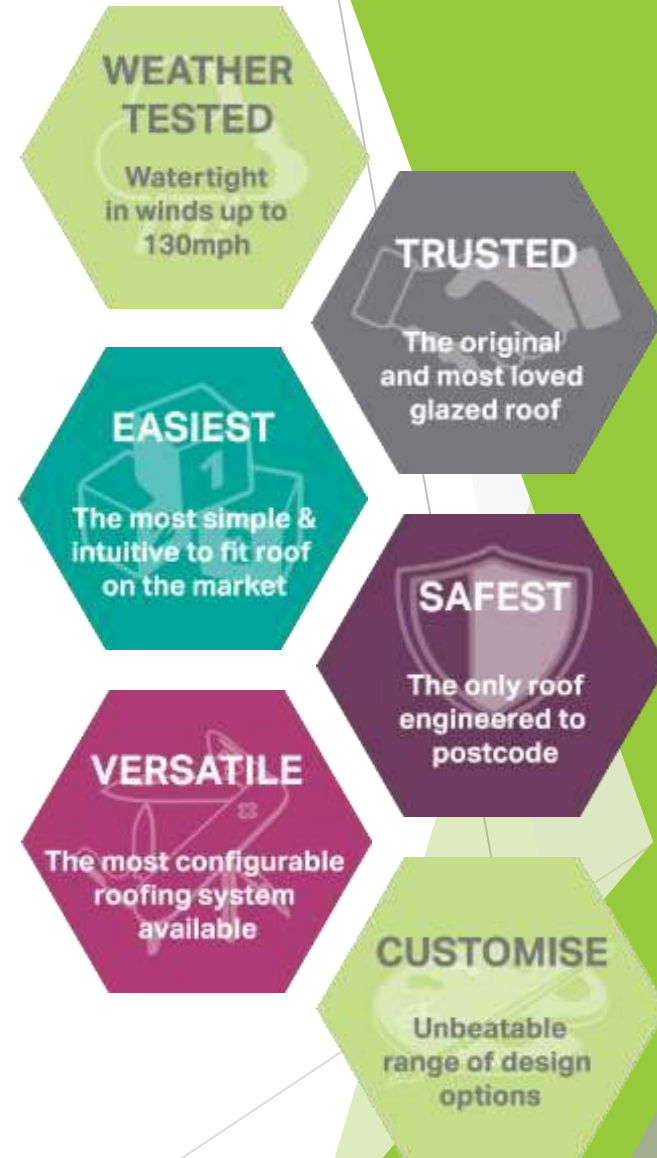 WEATHER
TESTED
Watertight
in winds up to
130mph
TRUSTED
The original
and most loved
glazed roof
EASIEST
1
The most simple &
intuitive to fit roof
on the market
SAFEST
The only roof
engineered to
postcode
VERSATILE
The most configurable
roofing system
available
CUSTOMISE
Unbeatable
range of design
options